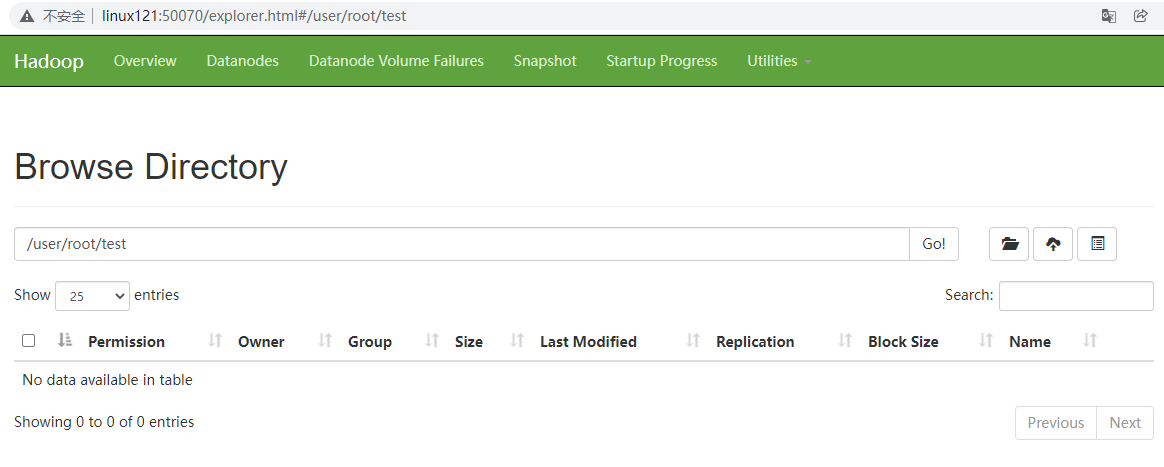 不安全 | linux121:50070/explorer.html#/user/root/test
Hadoop Overview Datanodes Datanode Volume Failures Snapshot Startup Progress Utilities
Browse Directory
/user/root/test Go!
Show 25 entries Search:
Permission Owner Group Size Last Modified Replication Block Size Name
No data available in table
Showing 0 to 0 of 0 entries Previous Next